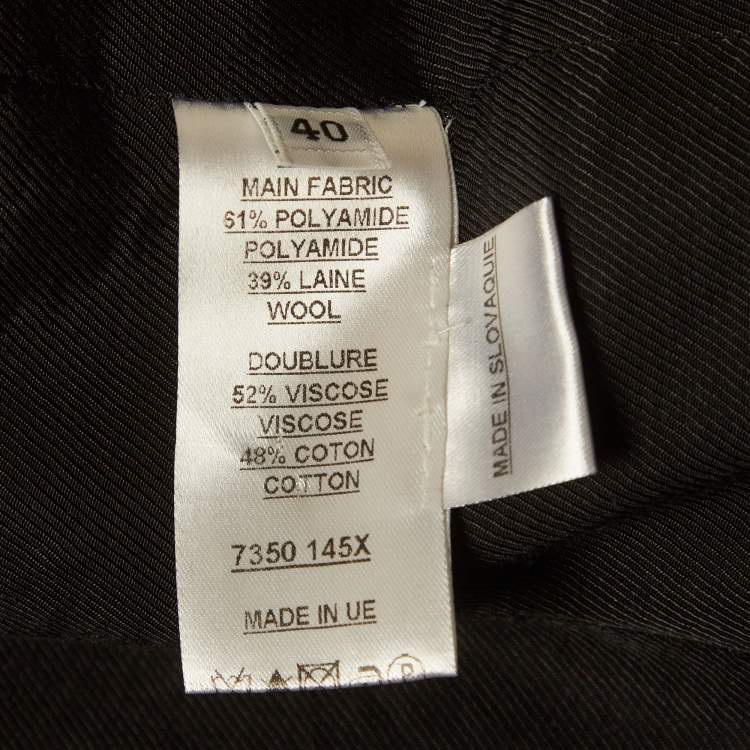 40
MAIN FABRIC
61% POLYAMIDE
POLYAMIDE
39% LAINE
WOOL
DOUBLURE
52% VISCOSE
VISCOSE
48% COTON
COTTON
7350 145X
MADE IN UE
MADE IN SLOVAQUIE